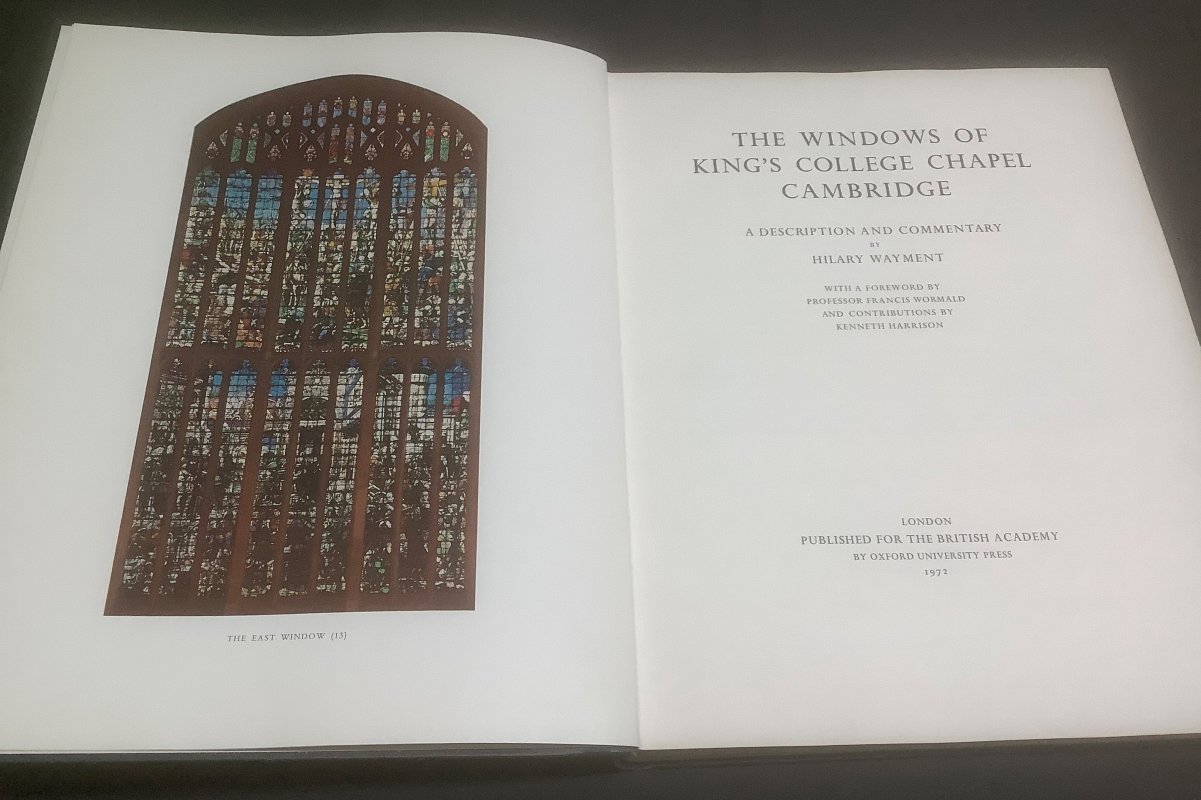 THE EAST WINDOW (13)
THE WINDOWS OF
KING'S COLLEGE CHAPEL
CAMBRIDGE
A DESCRIPTION AND COMMENTARY
BY
HILARY WAYMENT
WITH A FOREWORD BY
PROFESSOR FRANCIS WORMALD
AND CONTRIBUTIONS BY
KENNETH HARRISON
LONDON
PUBLISHED FOR THE BRITISH ACADEMY
BY OXFORD UNIVERSITY PRESS
1972